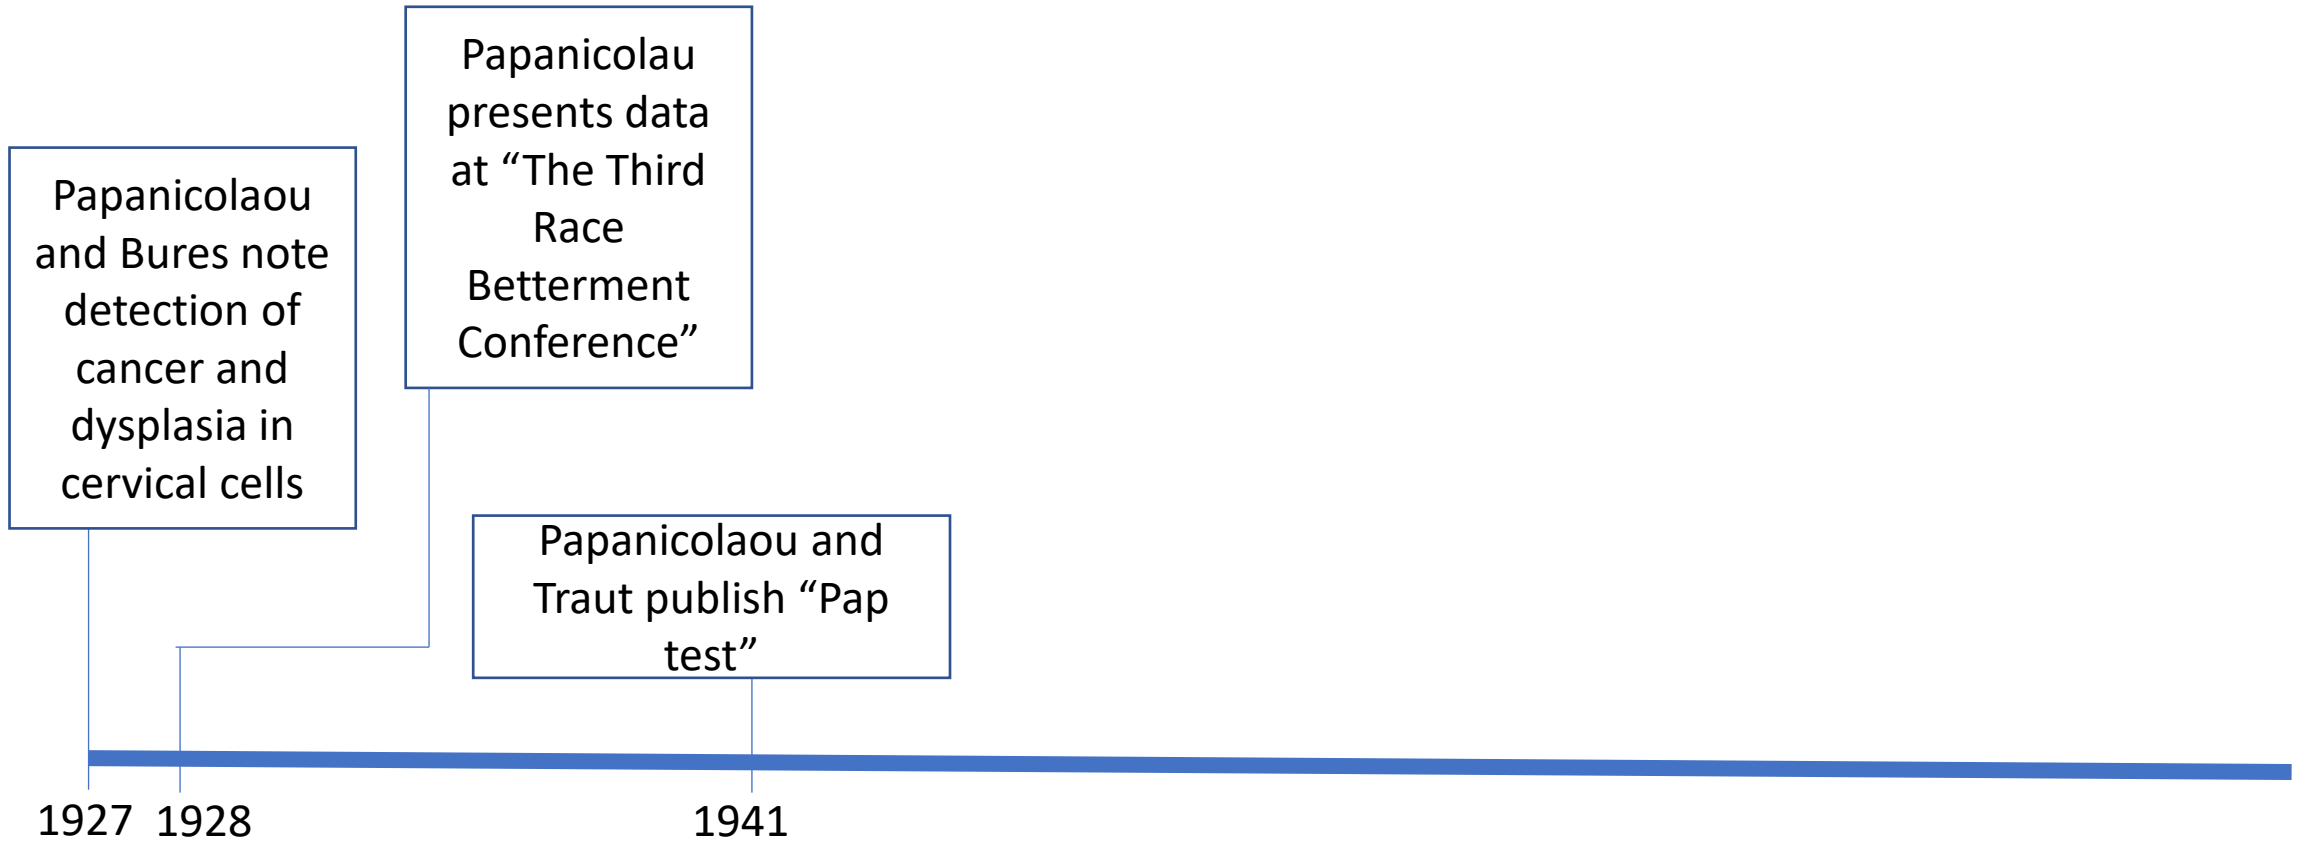 Papanicolaou
and Bures note
detection of
cancer and
dysplasia in
cervical cells
Papanicolau
presents data
at “The Third
Race
Betterment
Conference”
Papanicolaou and
Traut publish “Pap
test”
1927
1928
1941